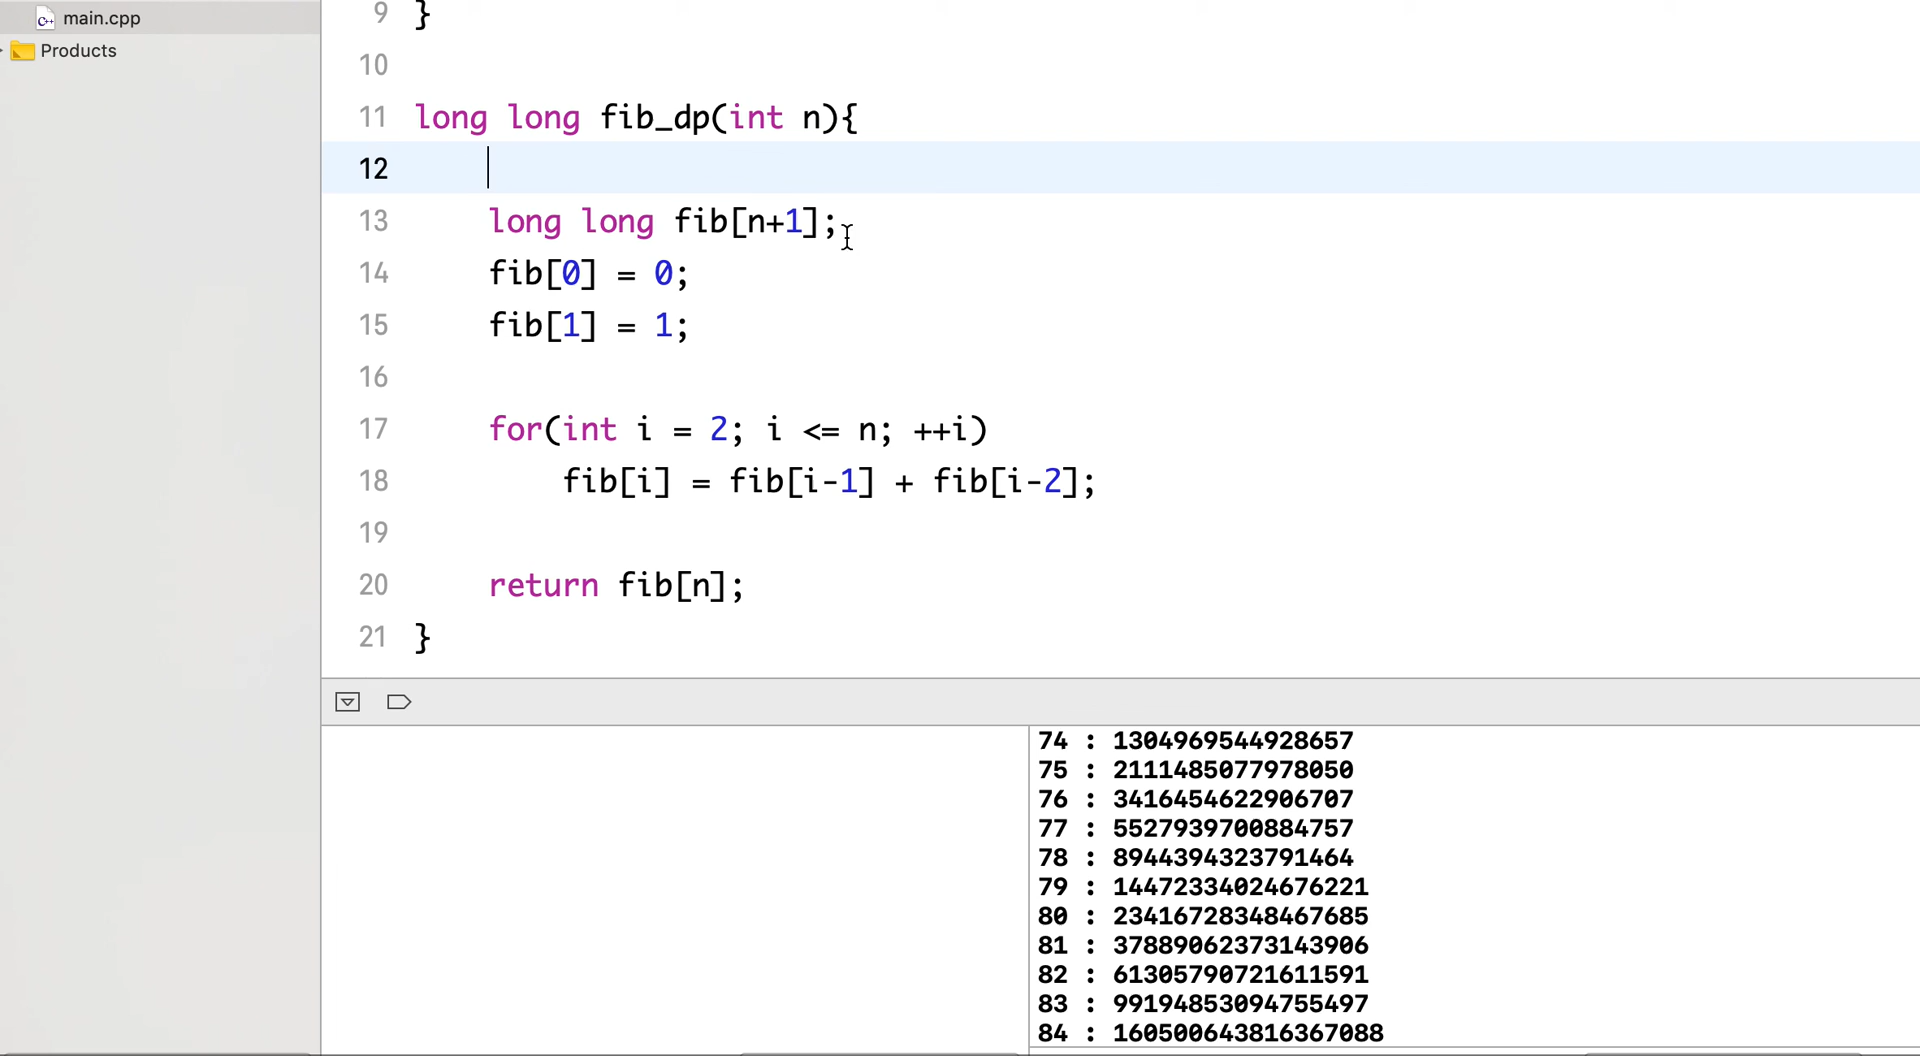 main.cpp
Products
9 }
10
11 long long fib_dp(int n){
12
13 long long fib[n+1];
14 fib[0] = 0;
15 fib[1] = 1;
16
17 for(int i = 2; i <= n; ++i)
18 fib[i] = fib[i-1] + fib[i-2];
19
20 return fib[n];
21 }
74 : 1304969544928657
75 : 2111485077978050
76 : 3416454622906707
77 : 5527939700884757
78 : 8944394323791464
79 : 14472334024676221
80 : 23416728348467685
81 : 37889062373143906
82 : 61305790721611591
83 : 99194853094755497
84 : 160500643816367088